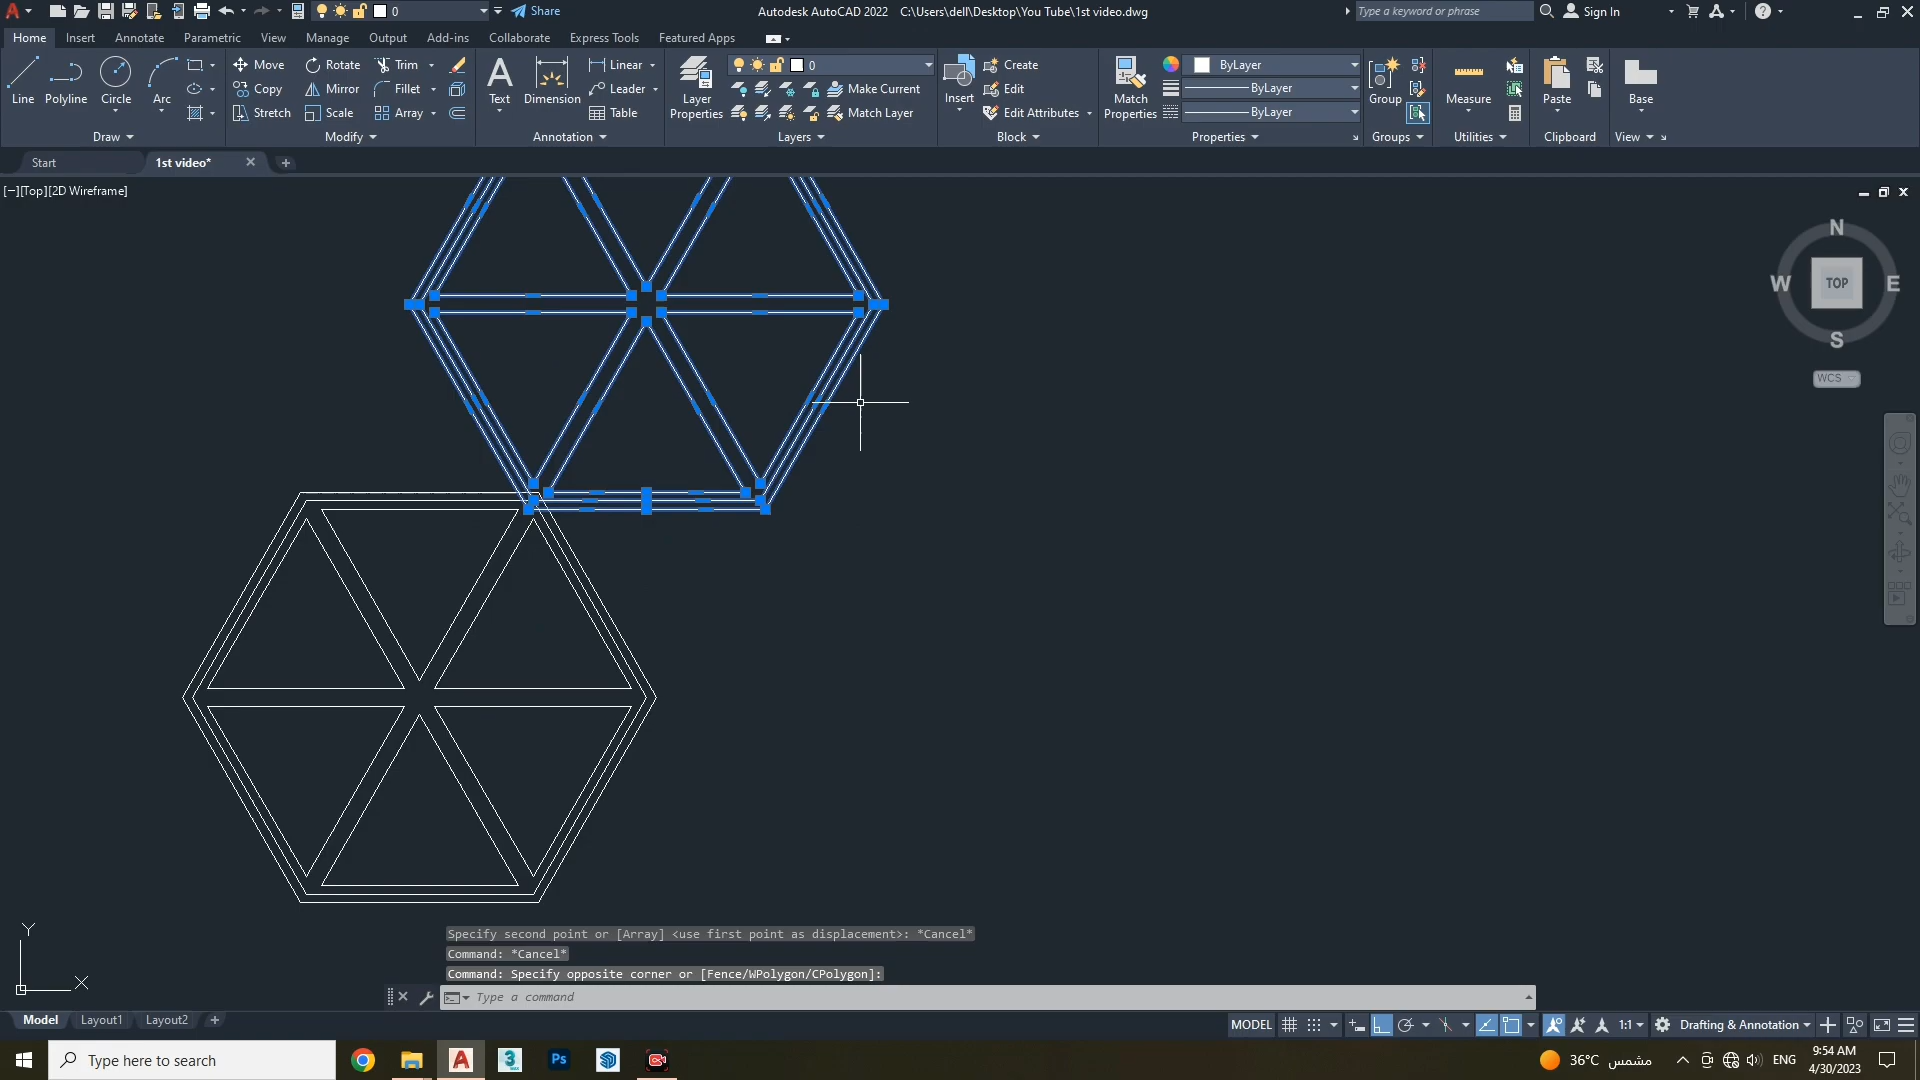 0
Share
Autodesk AutoCAD 2022 C:\Users\dell\Desktop\You Tube\1st video.dwg
Type a keyword or phrase
Sign In
Home Insert Annotate Parametric View Manage Output Add-ins Collaborate Express Tools Featured Apps
Line Polyline Circle Arc
Move Rotate Trim
Copy Mirror Fillet
Stretch Scale Array
Text Dimension
Linear
Leader
Table
Layer Properties
0
Make Current
Match Layer
Insert
Create
Edit
Edit Attributes
Match Properties
ByLayer
ByLayer
ByLayer
Group
Measure
Paste
Base
Draw Modify Annotation Layers Block Properties Groups Utilities Clipboard View
Start 1st video*
[−][Top][2D Wireframe]
N
W TOP E
S
WCS
Y
X
Specify second point or [Array] <use first point as displacement>: *Cancel*
Command: *Cancel*
Command: Specify opposite corner or [Fence/WPolygon/CPolygon]:
Type a command
Model Layout1 Layout2
MODEL 1:1 Drafting & Annotation
Type here to search
36°C مشمس
ENG
9:54 AM
4/30/2023